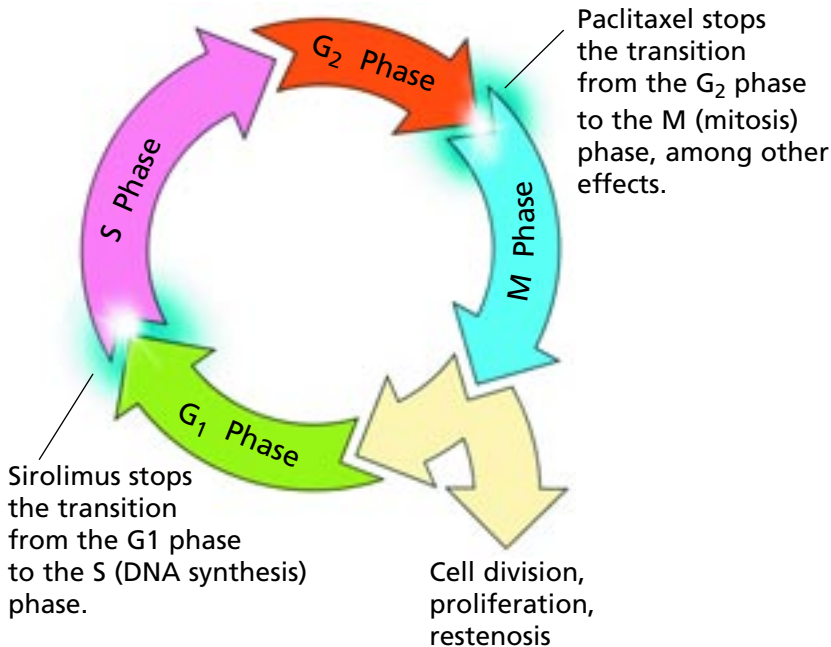 Paclitaxel stops
the transition
from the G₂ phase
to the M (mitosis)
phase, among other
effects.
G₂ Phase
M Phase
S Phase
G₁ Phase
Sirolimus stops
the transition
from the G1 phase
to the S (DNA synthesis)
phase.
Cell division,
proliferation,
restenosis